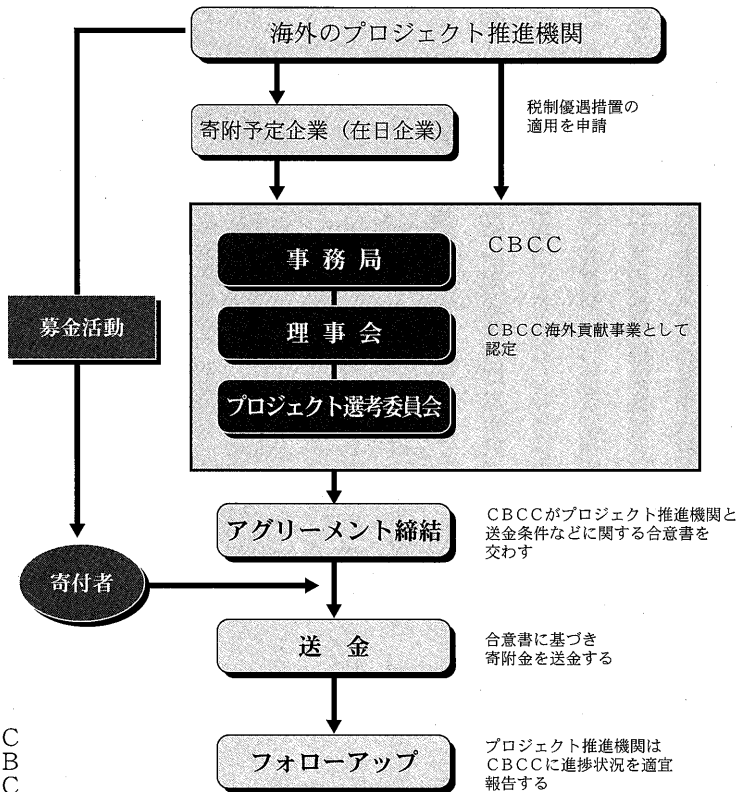 海外のプロジェクト推進機関
寄附予定企業（在日企業）
税制優遇措置の
適用を申請
事務局
CBCC
募金活動
理事会
CBCC海外貢献事業として
認定
プロジェクト選考委員会
アグリーメント締結
CBCCがプロジェクト推進機関と
送金条件などに関する合意書を
交わす
寄付者
送金
合意書に基づき
寄附金を送金する
フォローアップ
プロジェクト推進機関は
CBCCに進捗状況を適宜
報告する
C
B
C